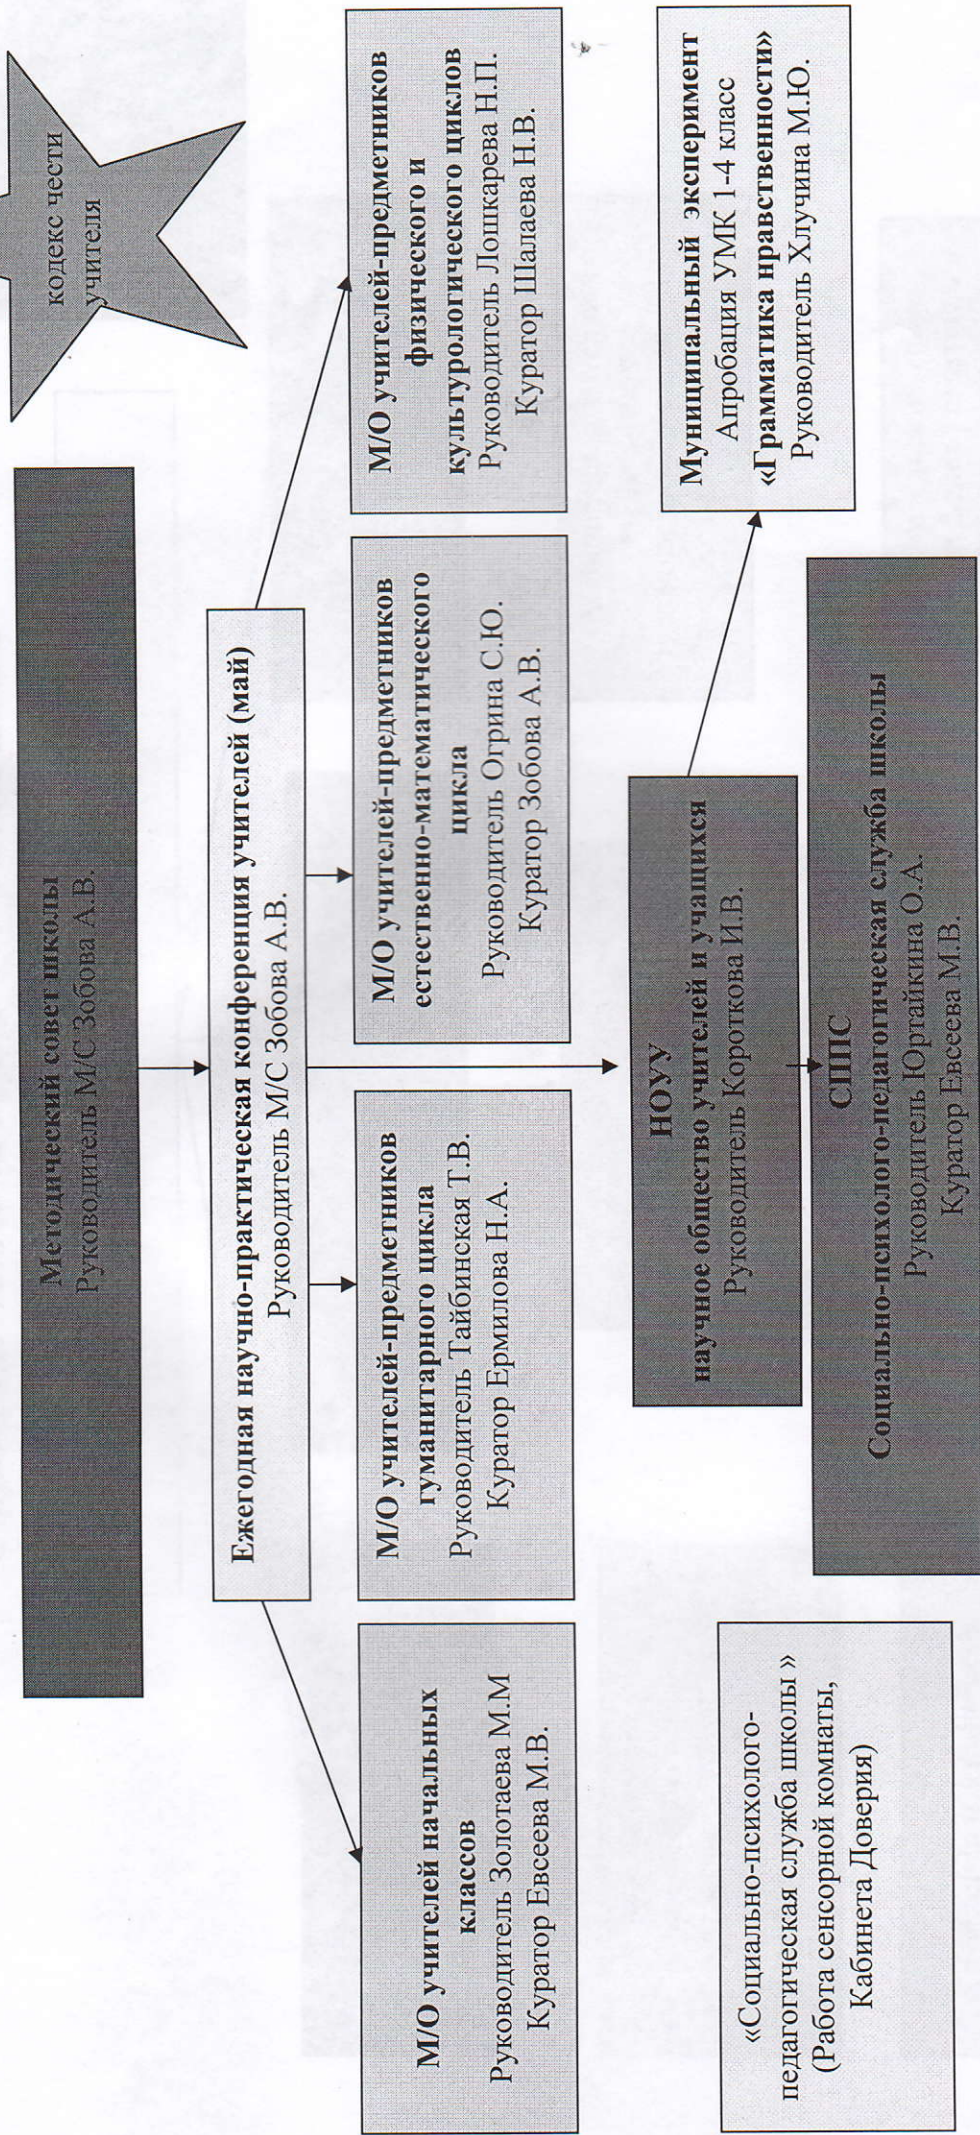 кодекс чести
учителя
Методический совет школы
Руководитель М/С Зобова А.В.
Ежегодная научно-практическая конференция учителей (май)
Руководитель М/С Зобова А.В.
М/О учителей начальных
классов
Руководитель Золотаева М.М
Куратор Евсеева М.В.
М/О учителей-предметников
гуманитарного цикла
Руководитель Тайбинская Т.В.
Куратор Ермилова Н.А.
М/О учителей-предметников
естественно-математического
цикла
Руководитель Огрина С.Ю.
Куратор Зобова А.В.
М/О учителей-предметников
физического и
культурологического циклов
Руководитель Лошкарева Н.П.
Куратор Шалаева Н.В.
НОУУ
научное общество учителей и учащихся
Руководитель Короткова И.В.
Муниципальный эксперимент
Апробация УМК 1-4 класс
«Грамматика нравственности»
Руководитель Хлучина М.Ю.
«Социально-психолого-
педагогическая служба школы »
(Работа сенсорной комнаты,
Кабинета Доверия)
СППС
Социально-психолого-педагогическая служба школы
Руководитель Юртайкина О.А.
Куратор Евсеева М.В.